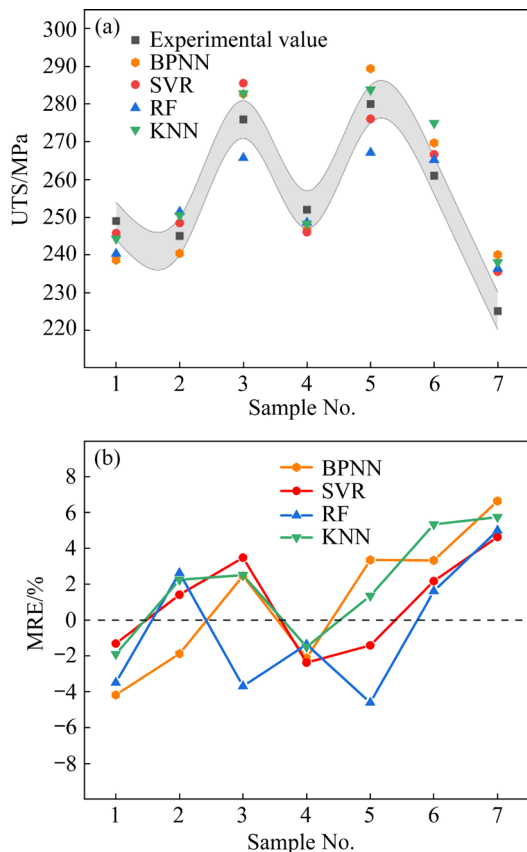 (a)
Experimental value
BPNN
SVR
RF
KNN
UTS/MPa
300
290
280
270
260
250
240
230
220
1 2 3 4 5 6 7
Sample No.
(b)
BPNN
SVR
RF
KNN
MRE/%
8
6
4
2
0
−2
−4
−6
−8
1 2 3 4 5 6 7
Sample No.